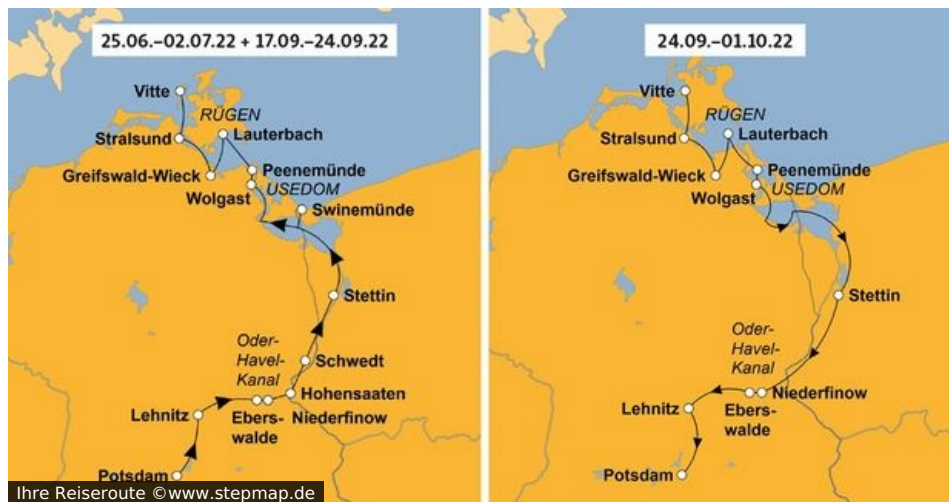 25.06.–02.07.22 + 17.09.–24.09.22
Vitte
RÜGEN
Stralsund
Lauterbach
Greifswald-Wieck
Peenemünde
USEDOM
Wolgast
Swinemünde
Stettin
Oder-
Havel-
Kanal
Schwedt
Hohensaaten
Lehnitz
Ebers-
walde
Niederfinow
Potsdam
Ihre Reiseroute ©www.stepmap.de
24.09.–01.10.22
Vitte
RÜGEN
Stralsund
Lauterbach
Greifswald-Wieck
Peenemünde
USEDOM
Wolgast
Stettin
Oder-
Havel-
Kanal
Niederfinow
Lehnitz
Ebers-
walde
Potsdam